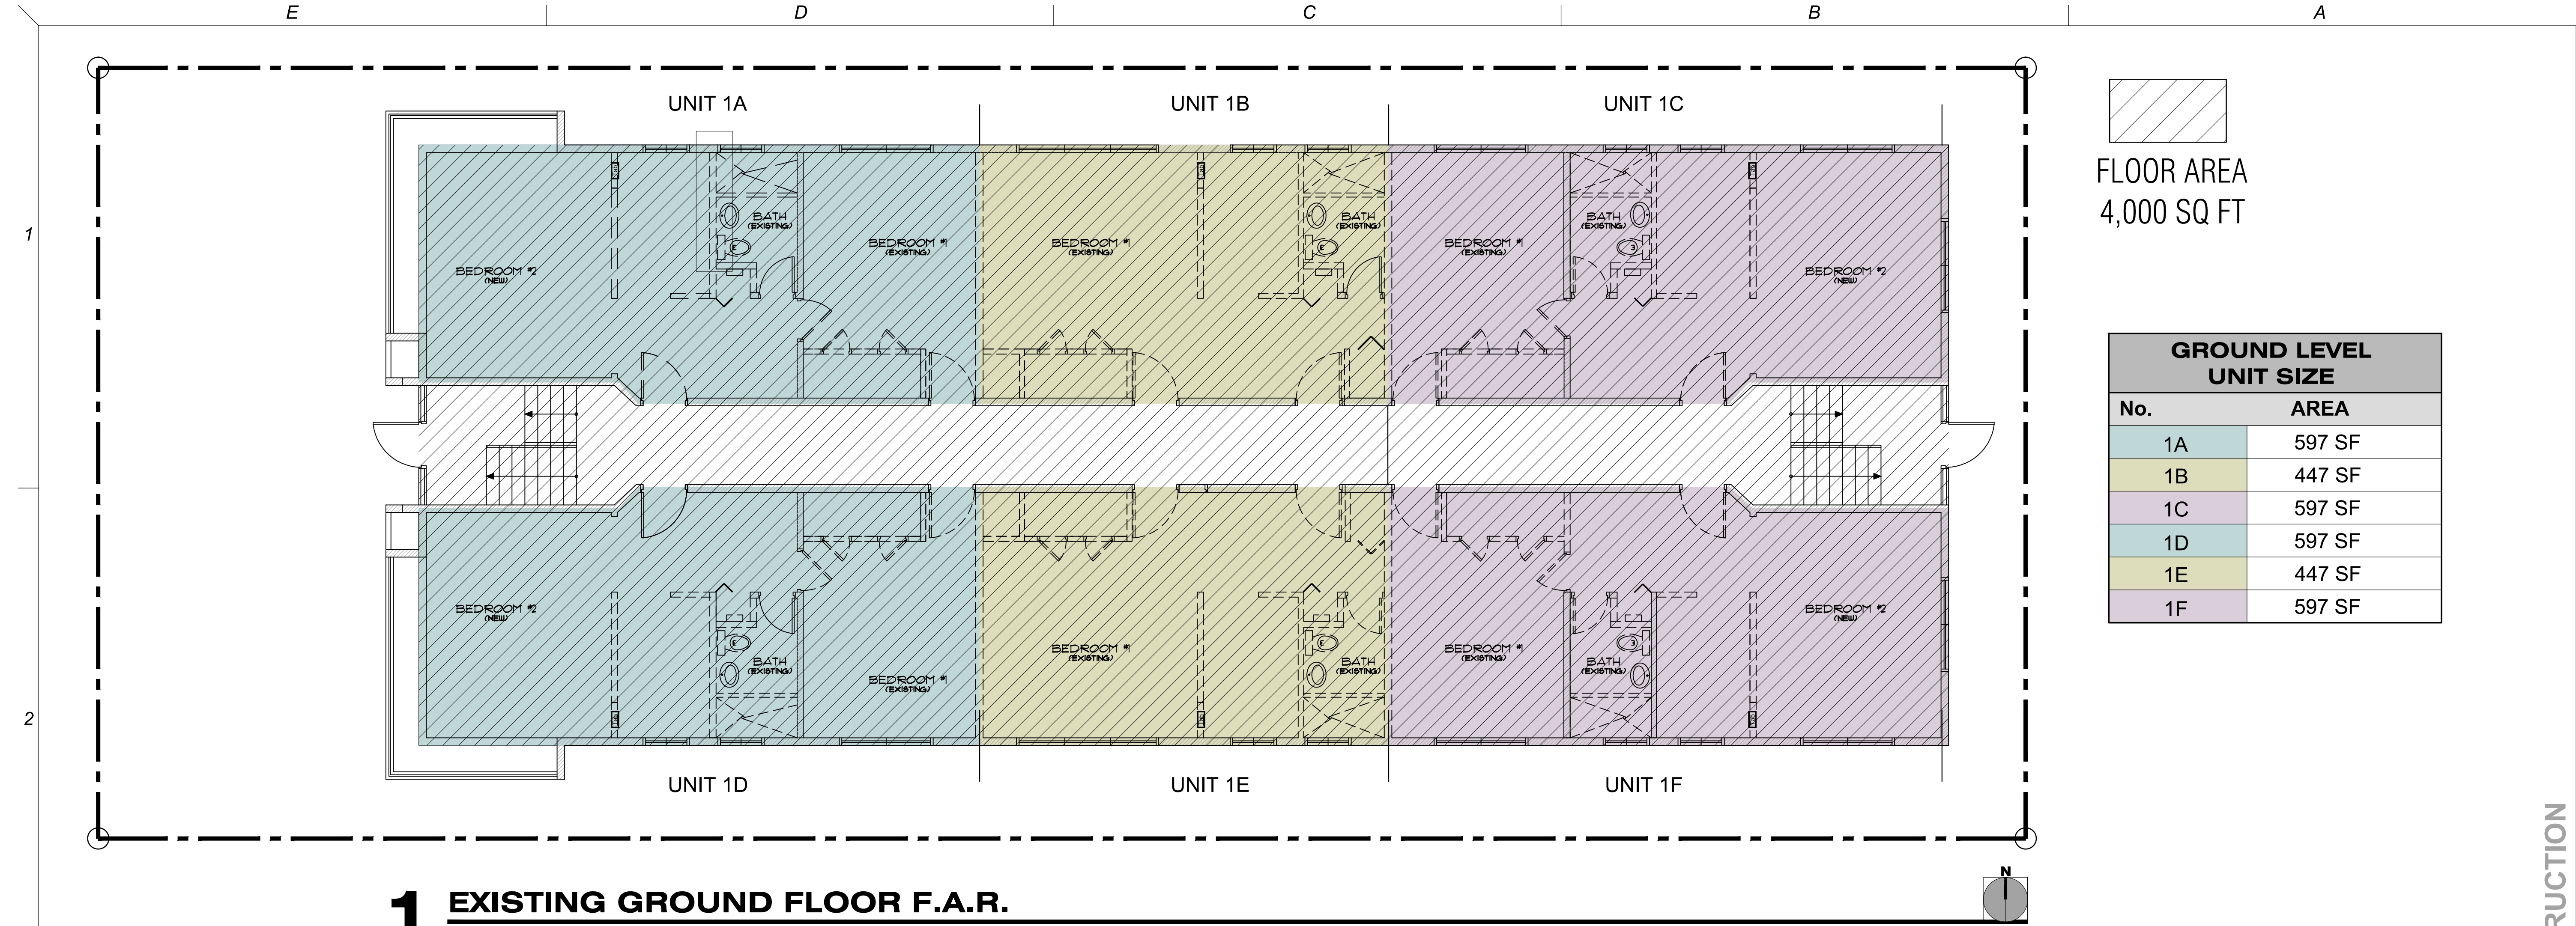 E D C B A
UNIT 1A UNIT 1B UNIT 1C
FLOOR AREA
4,000 SQ FT
1
BATH
(EXISTING)
BEDROOM #1
(EXISTING)
BEDROOM #1
(EXISTING)
BATH
(EXISTING)
BEDROOM #1
(EXISTING)
BATH
(EXISTING)
BEDROOM #2
(NEW)
BEDROOM #2
(NEW)
E E E
GROUND LEVEL
UNIT SIZE
No. AREA
1A 597 SF
1B 447 SF
1C 597 SF
1D 597 SF
1E 447 SF
1F 597 SF
BEDROOM #2
(NEW)
BEDROOM #2
(NEW)
E E E
BATH
(EXISTING)
BEDROOM #1
(EXISTING)
BEDROOM #1
(EXISTING)
BATH
(EXISTING)
BEDROOM #1
(EXISTING)
BATH
(EXISTING)
2
UNIT 1D UNIT 1E UNIT 1F
N
1 EXISTING GROUND FLOOR F.A.R.
RUCTION